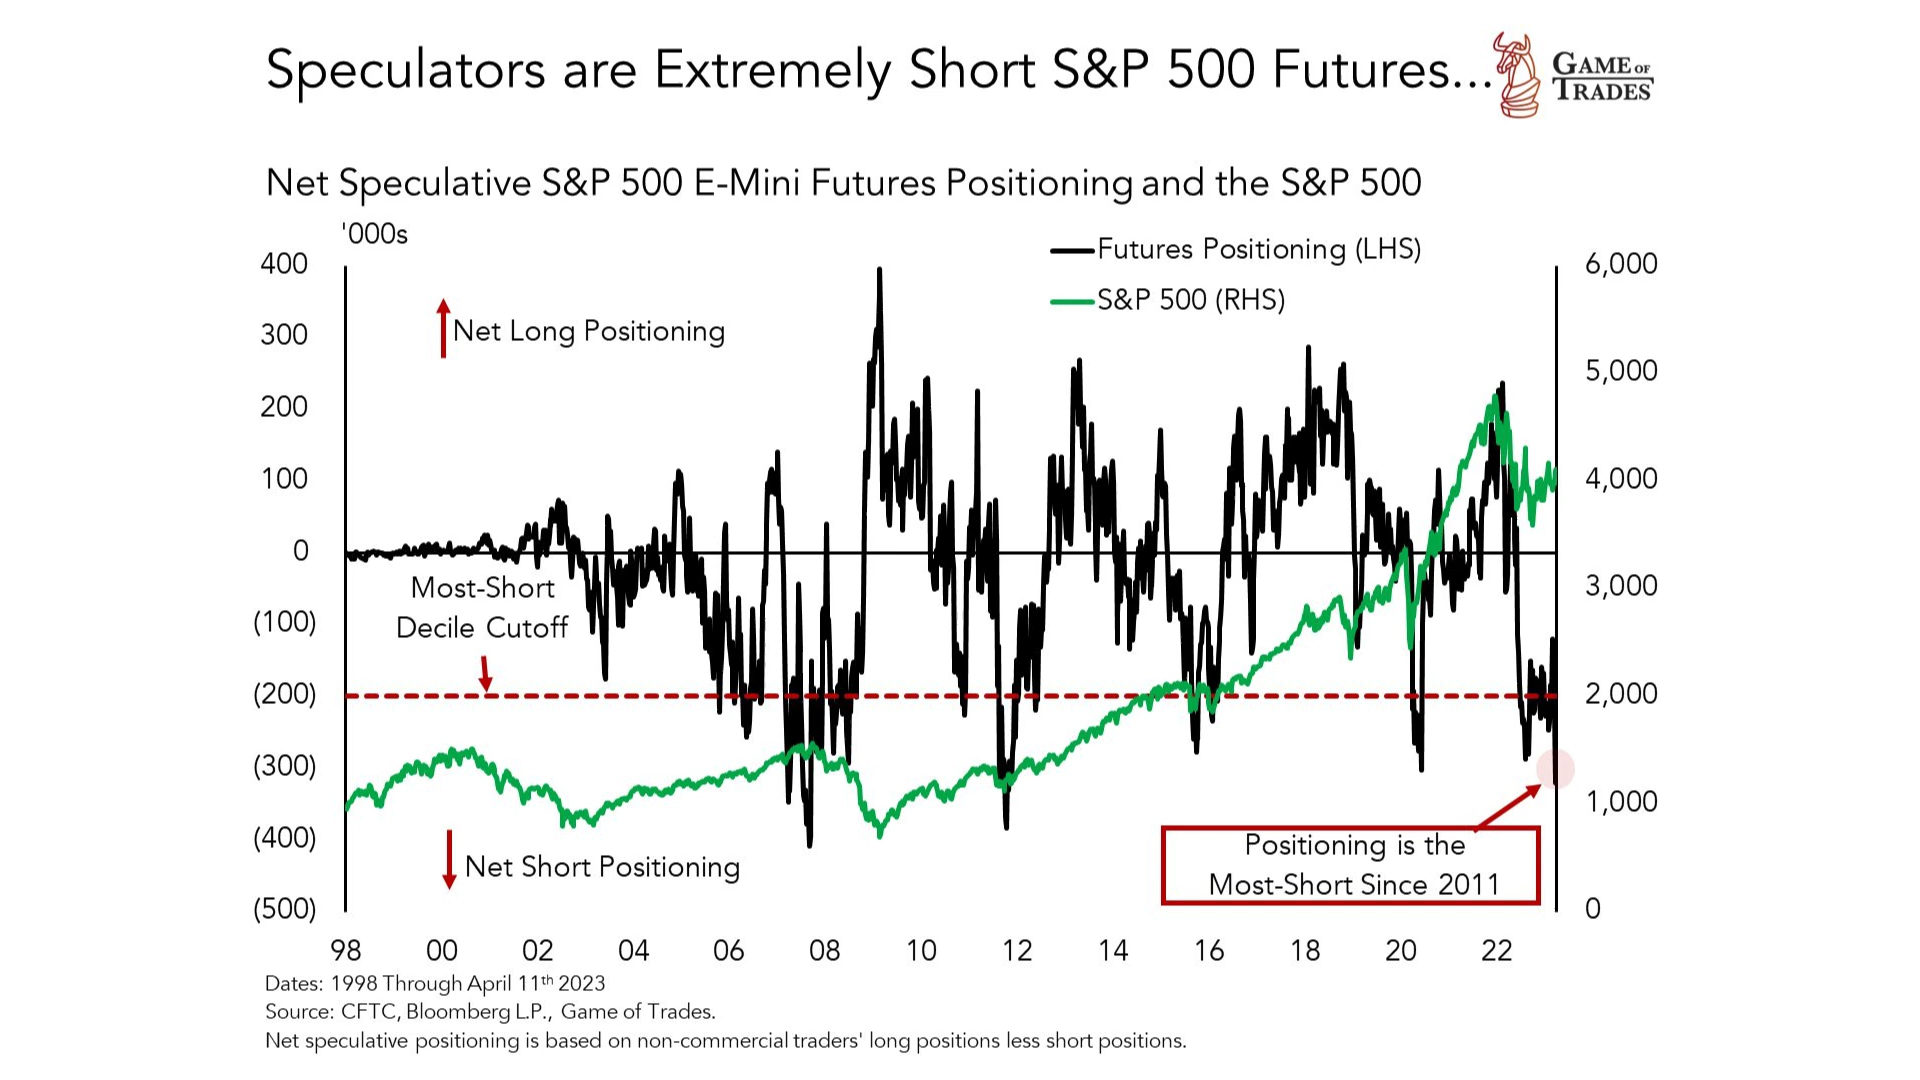 Speculators are Extremely Short S&P 500 Futures...
GAME OF
TRADES
Net Speculative S&P 500 E-Mini Futures Positioning and the S&P 500
'000s
Futures Positioning (LHS)
S&P 500 (RHS)
Net Long Positioning
400
300
200
100
0
(100)
(200)
(300)
(400)
(500)
6,000
5,000
4,000
3,000
2,000
1,000
0
Most-Short
Decile Cutoff
Net Short Positioning
Positioning is the
Most-Short Since 2011
98 00 02 04 06 08 10 12 14 16 18 20 22
Dates: 1998 Through April 11th 2023
Source: CFTC, Bloomberg L.P., Game of Trades.
Net speculative positioning is based on non-commercial traders' long positions less short positions.